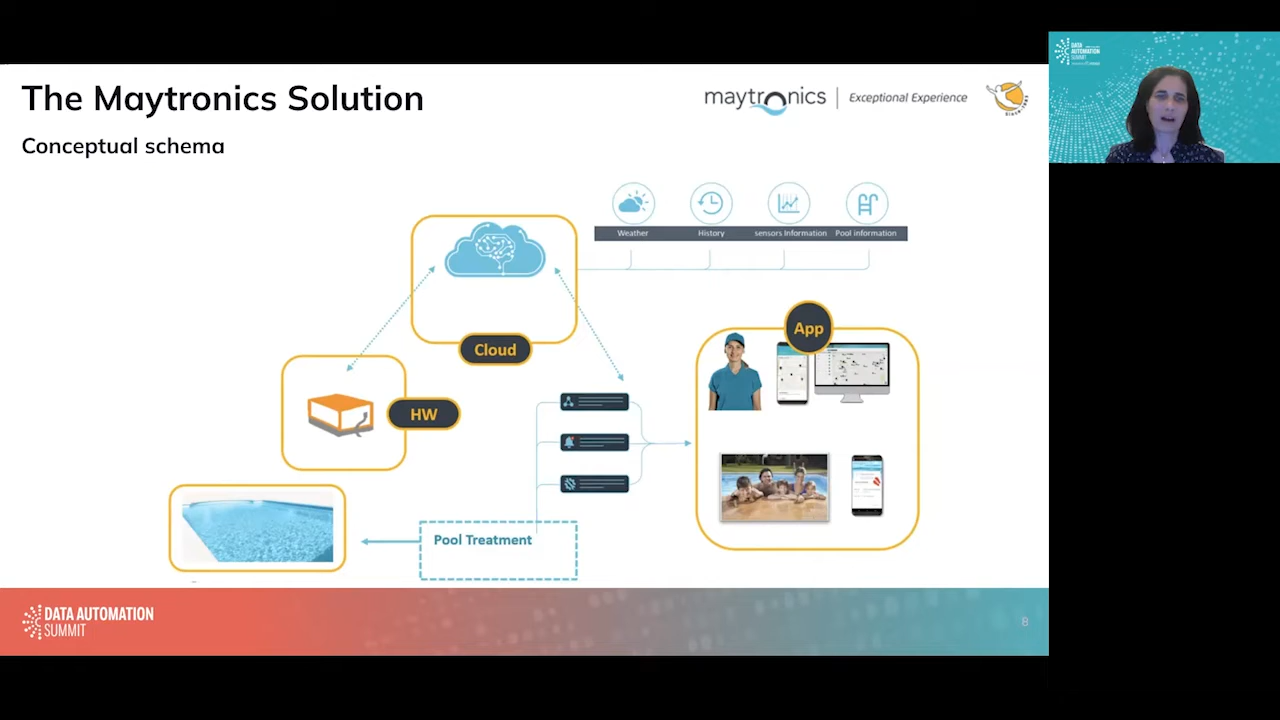 The Maytronics Solution
Conceptual schema
maytronics | Exceptional Experience
DATA
AUTOMATION
SUMMIT
Weather
History
sensors Information
Pool information
Cloud
App
HW
Pool Treatment
DATA AUTOMATION
SUMMIT
8